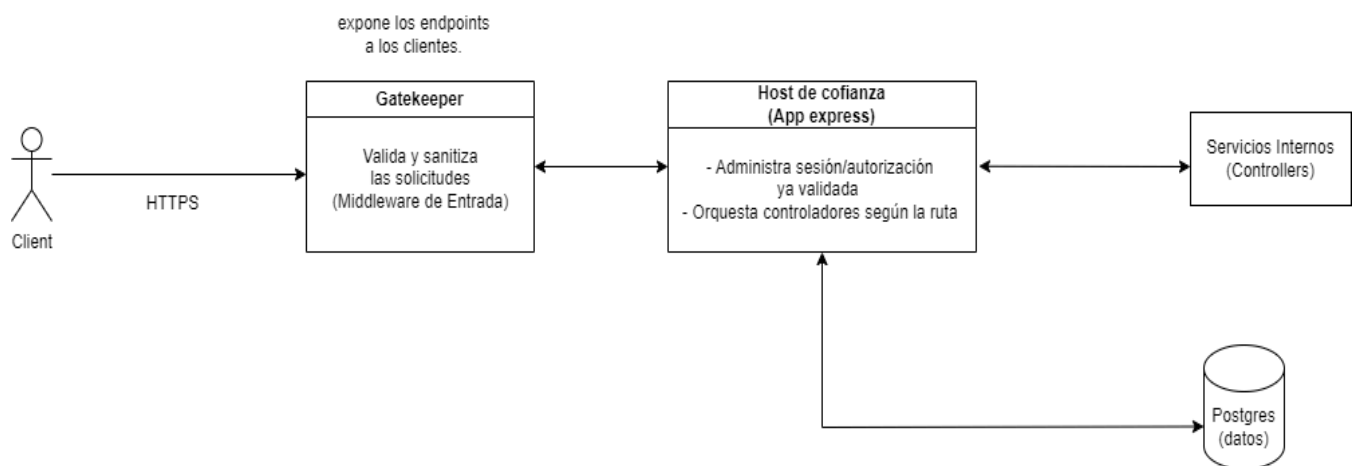 expone los endpoints
a los clientes.
Gatekeeper
Valida y sanitiza
las solicitudes
(Middleware de Entrada)
Host de cofianza
(App express)
- Administra sesión/autorización
ya validada
- Orquesta controladores según la ruta
Servicios Internos
(Controllers)
HTTPS
Client
Postgres
(datos)